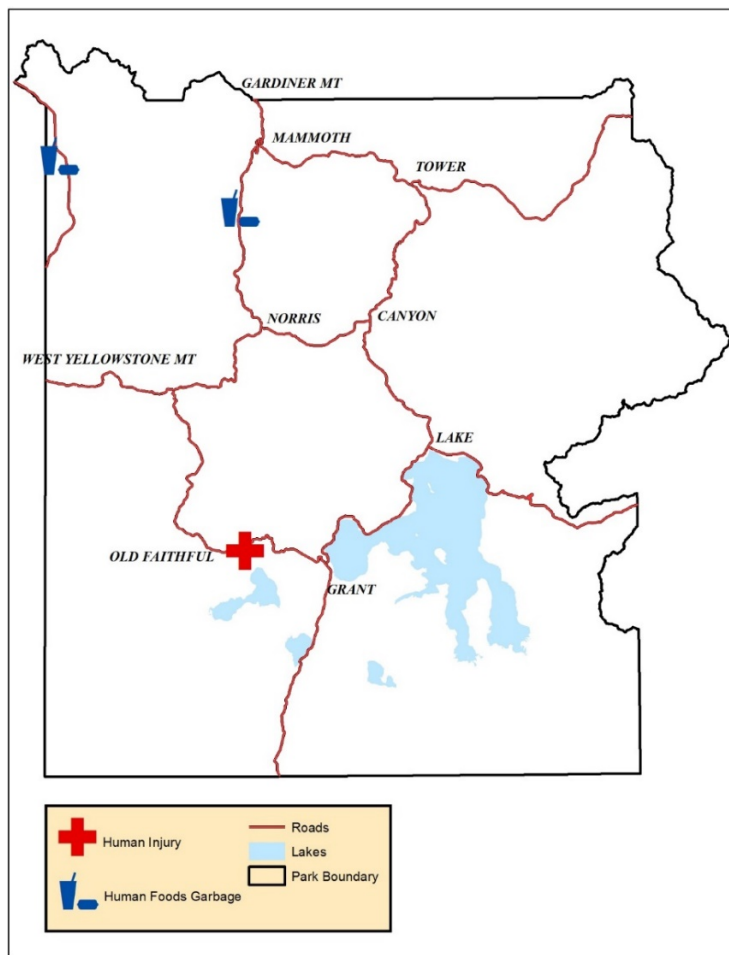 GARDINER MT
MAMMOTH
TOWER
NORRIS
CANYON
WEST YELLOWSTONE MT
LAKE
OLD FAITHFUL
GRANT
Human Injury
Human Foods Garbage
Roads
Lakes
Park Boundary